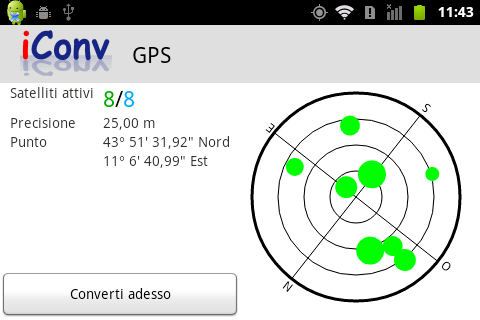 11:43
iConv GPS
Satelliti attivi 8/8
Precisione 25,00 m
Punto 43° 51' 31,92" Nord
11° 6' 40,99" Est
S
E
O
N
Converti adesso